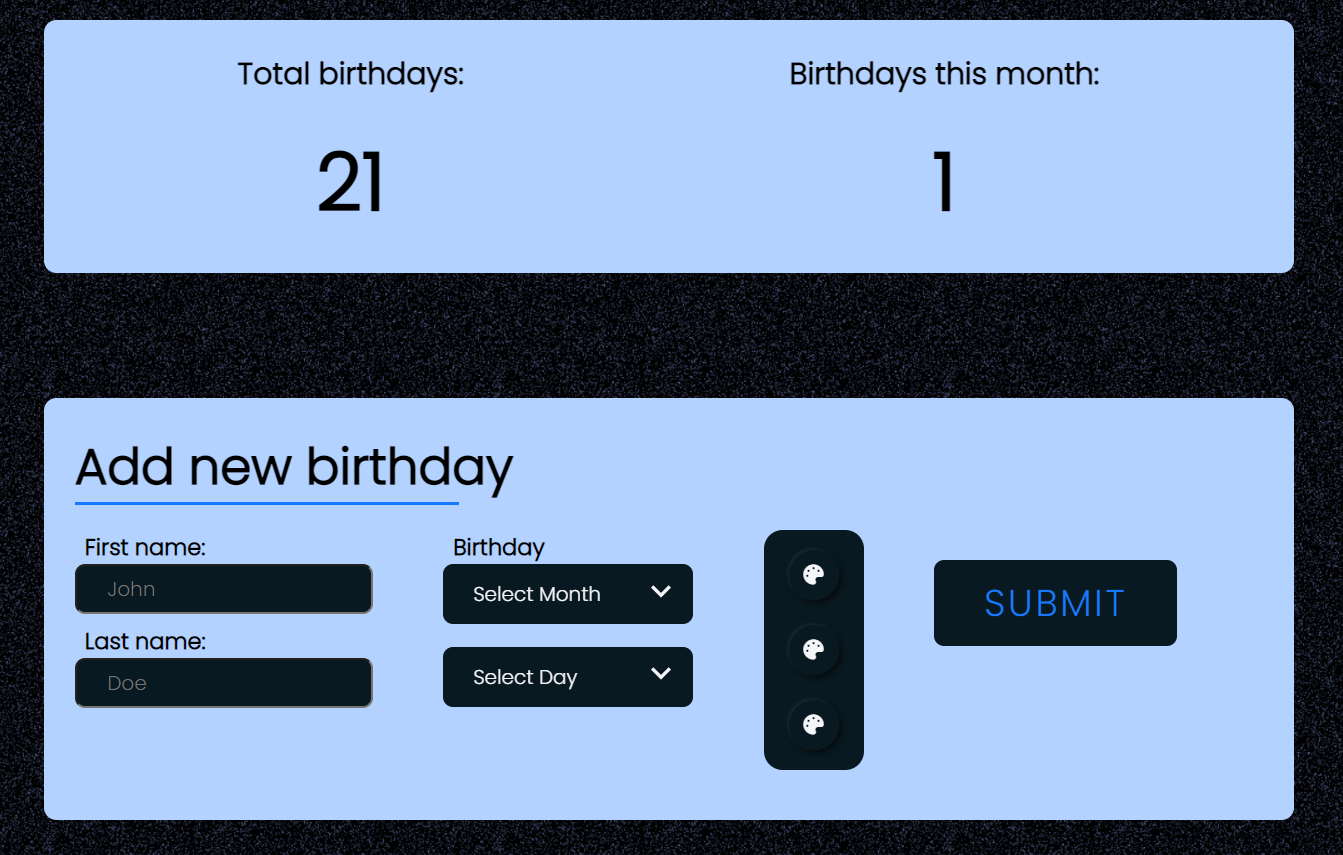 Total birthdays:
Birthdays this month:
21
1
Add new birthday
First name:
Birthday
John
Select Month
SUBMIT
Last name:
Doe
Select Day